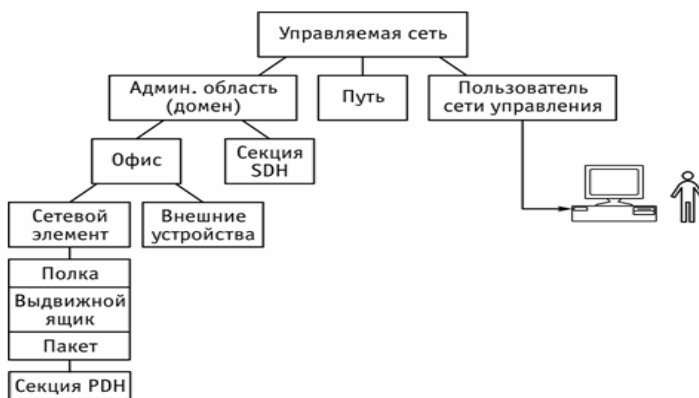 Управляемая сеть
Админ. область
(домен)
Путь
Пользователь
сети управления
Офис
Секция
SDH
Сетевой
элемент
Внешние
устройства
Полка
Выдвижной
ящик
Пакет
Секция PDH